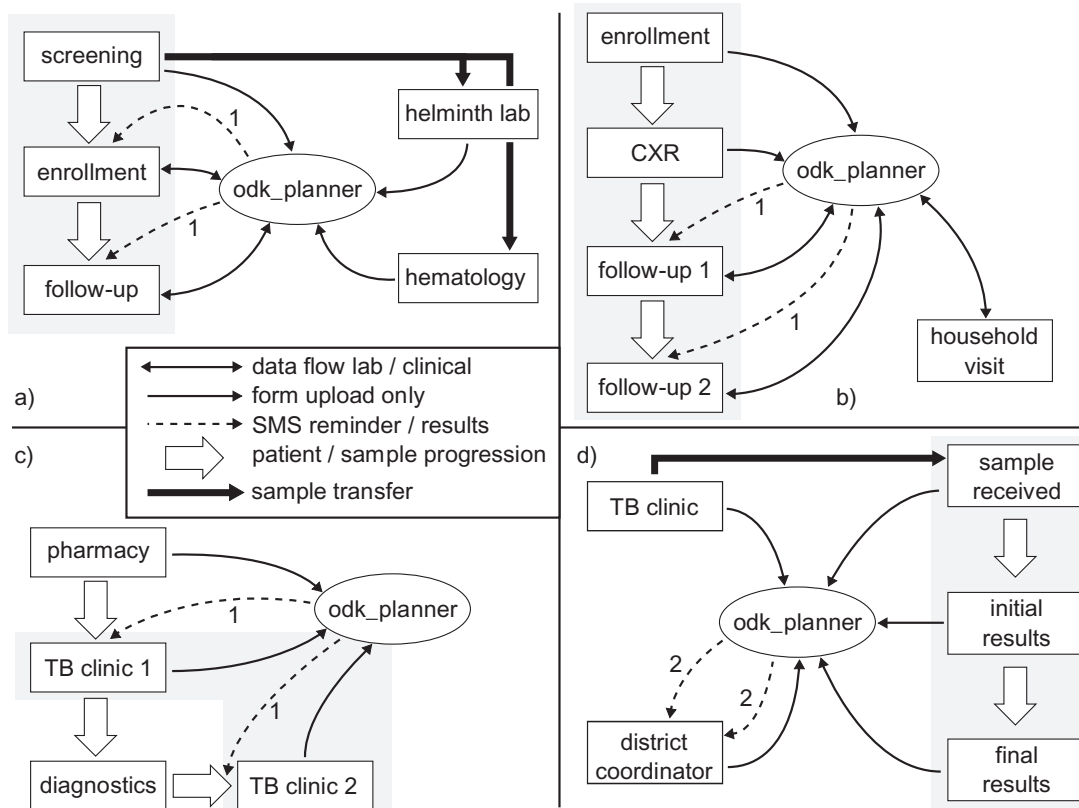 screening
1
helminth lab
enrollment
odk_planner
1
follow-up
hematology
a)
enrollment
CXR
odk_planner
1
follow-up 1
1
household
visit
follow-up 2
b)
data flow lab / clinical
form upload only
SMS reminder / results
patient / sample progression
sample transfer
c)
pharmacy
odk_planner
1
TB clinic 1
1
diagnostics
TB clinic 2
d)
sample
received
TB clinic
odk_planner
initial
results
2
2
district
coordinator
final
results